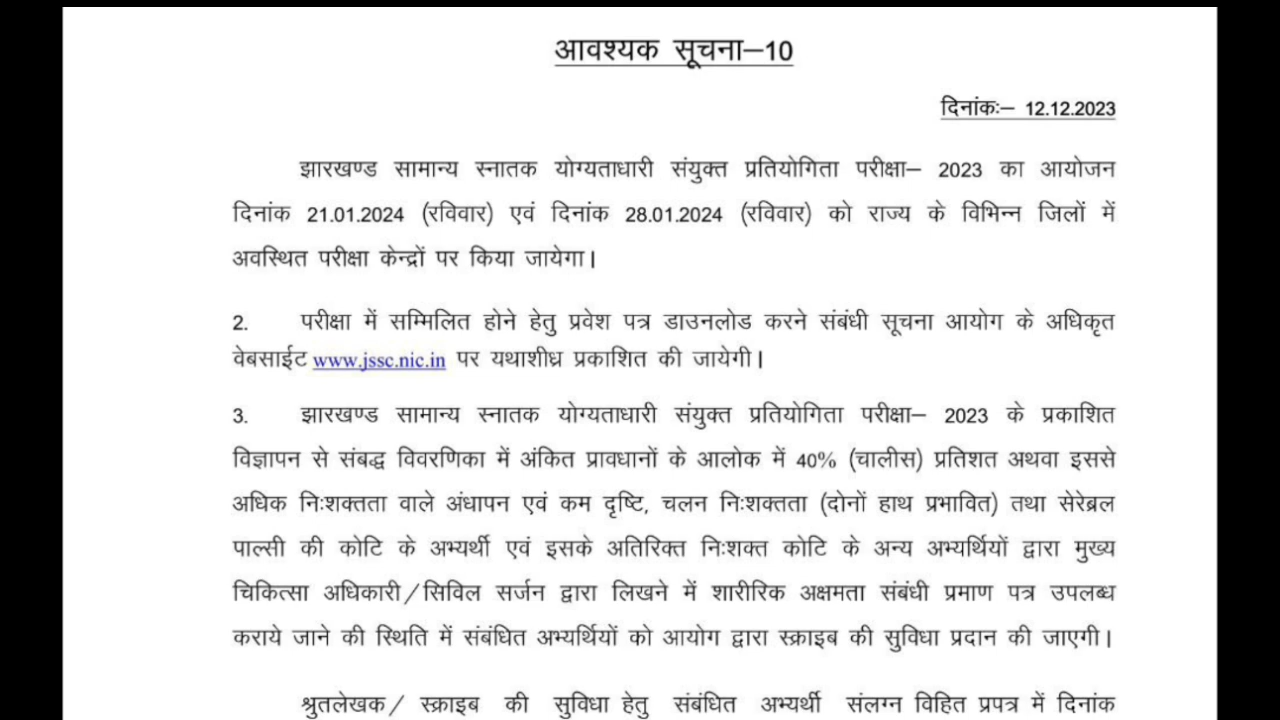 आवश्यक सूचना–10
दिनांकः– 12.12.2023
झारखण्ड सामान्य स्नातक योग्यताधारी संयुक्त प्रतियोगिता परीक्षा– 2023 का आयोजन
दिनांक 21.01.2024 (रविवार) एवं दिनांक 28.01.2024 (रविवार) को राज्य के विभिन्न जिलों में
अवस्थित परीक्षा केन्द्रों पर किया जायेगा।
2. परीक्षा में सम्मिलित होने हेतु प्रवेश पत्र डाउनलोड करने संबंधी सूचना आयोग के अधिकृत
वेबसाईट www.jssc.nic.in पर यथाशीध्र प्रकाशित की जायेगी।
3. झारखण्ड सामान्य स्नातक योग्यताधारी संयुक्त प्रतियोगिता परीक्षा– 2023 के प्रकाशित
विज्ञापन से संबद्ध विवरणिका में अंकित प्रावधानों के आलोक में 40% (चालीस) प्रतिशत अथवा इससे
अधिक निःशक्तता वाले अंधापन एवं कम दृष्टि, चलन निःशक्तता (दोनों हाथ प्रभावित) तथा सेरेब्रल
पाल्सी की कोटि के अभ्यर्थी एवं इसके अतिरिक्त निःशक्त कोटि के अन्य अभ्यर्थियों द्वारा मुख्य
चिकित्सा अधिकारी/सिविल सर्जन द्वारा लिखने में शारीरिक अक्षमता संबंधी प्रमाण पत्र उपलब्ध
कराये जाने की स्थिति में संबंधित अभ्यर्थियों को आयोग द्वारा स्क्राइब की सुविधा प्रदान की जाएगी।
श्रुतलेखक/ स्क्राइब की सुविधा हेतु संबंधित अभ्यर्थी संलग्न विहित प्रपत्र में दिनांक